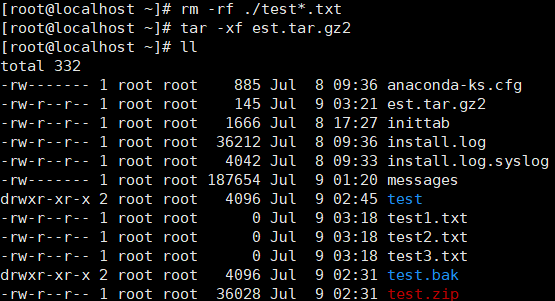 [root@localhost ~]# rm -rf ./test*.txt
[root@localhost ~]# tar -xf est.tar.gz2
[root@localhost ~]# ll
total 332
-rw------- 1 root root    885 Jul  8 09:36 anaconda-ks.cfg
-rw-r--r-- 1 root root    145 Jul  9 03:21 est.tar.gz2
-rw-r--r-- 1 root root   1666 Jul  8 17:27 inittab
-rw-r--r-- 1 root root  36212 Jul  8 09:36 install.log
-rw-r--r-- 1 root root   4042 Jul  8 09:33 install.log.syslog
-rw------- 1 root root 187654 Jul  9 01:20 messages
drwxr-xr-x 2 root root   4096 Jul  9 02:45 test
-rw-r--r-- 1 root root      0 Jul  9 03:18 test1.txt
-rw-r--r-- 1 root root      0 Jul  9 03:18 test2.txt
-rw-r--r-- 1 root root      0 Jul  9 03:18 test3.txt
drwxr-xr-x 2 root root   4096 Jul  9 02:31 test.bak
-rw-r--r-- 1 root root  36028 Jul  9 02:31 test.zip